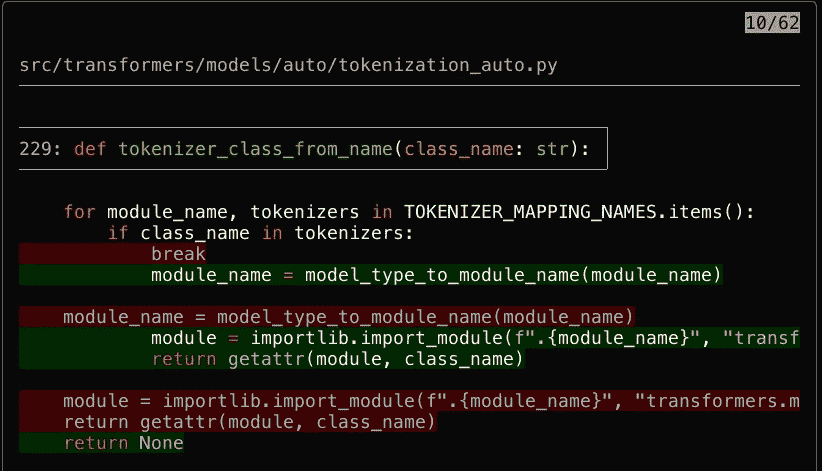 10/62
src/transformers/models/auto/tokenization_auto.py
229: def tokenizer_class_from_name(class_name: str):
    for module_name, tokenizers in TOKENIZER_MAPPING_NAMES.items():
        if class_name in tokenizers:
            break
            module_name = model_type_to_module_name(module_name)
    module_name = model_type_to_module_name(module_name)
            module = importlib.import_module(f".{module_name}", "transf
            return getattr(module, class_name)
    module = importlib.import_module(f".{module_name}", "transformers.m
    return getattr(module, class_name)
    return None